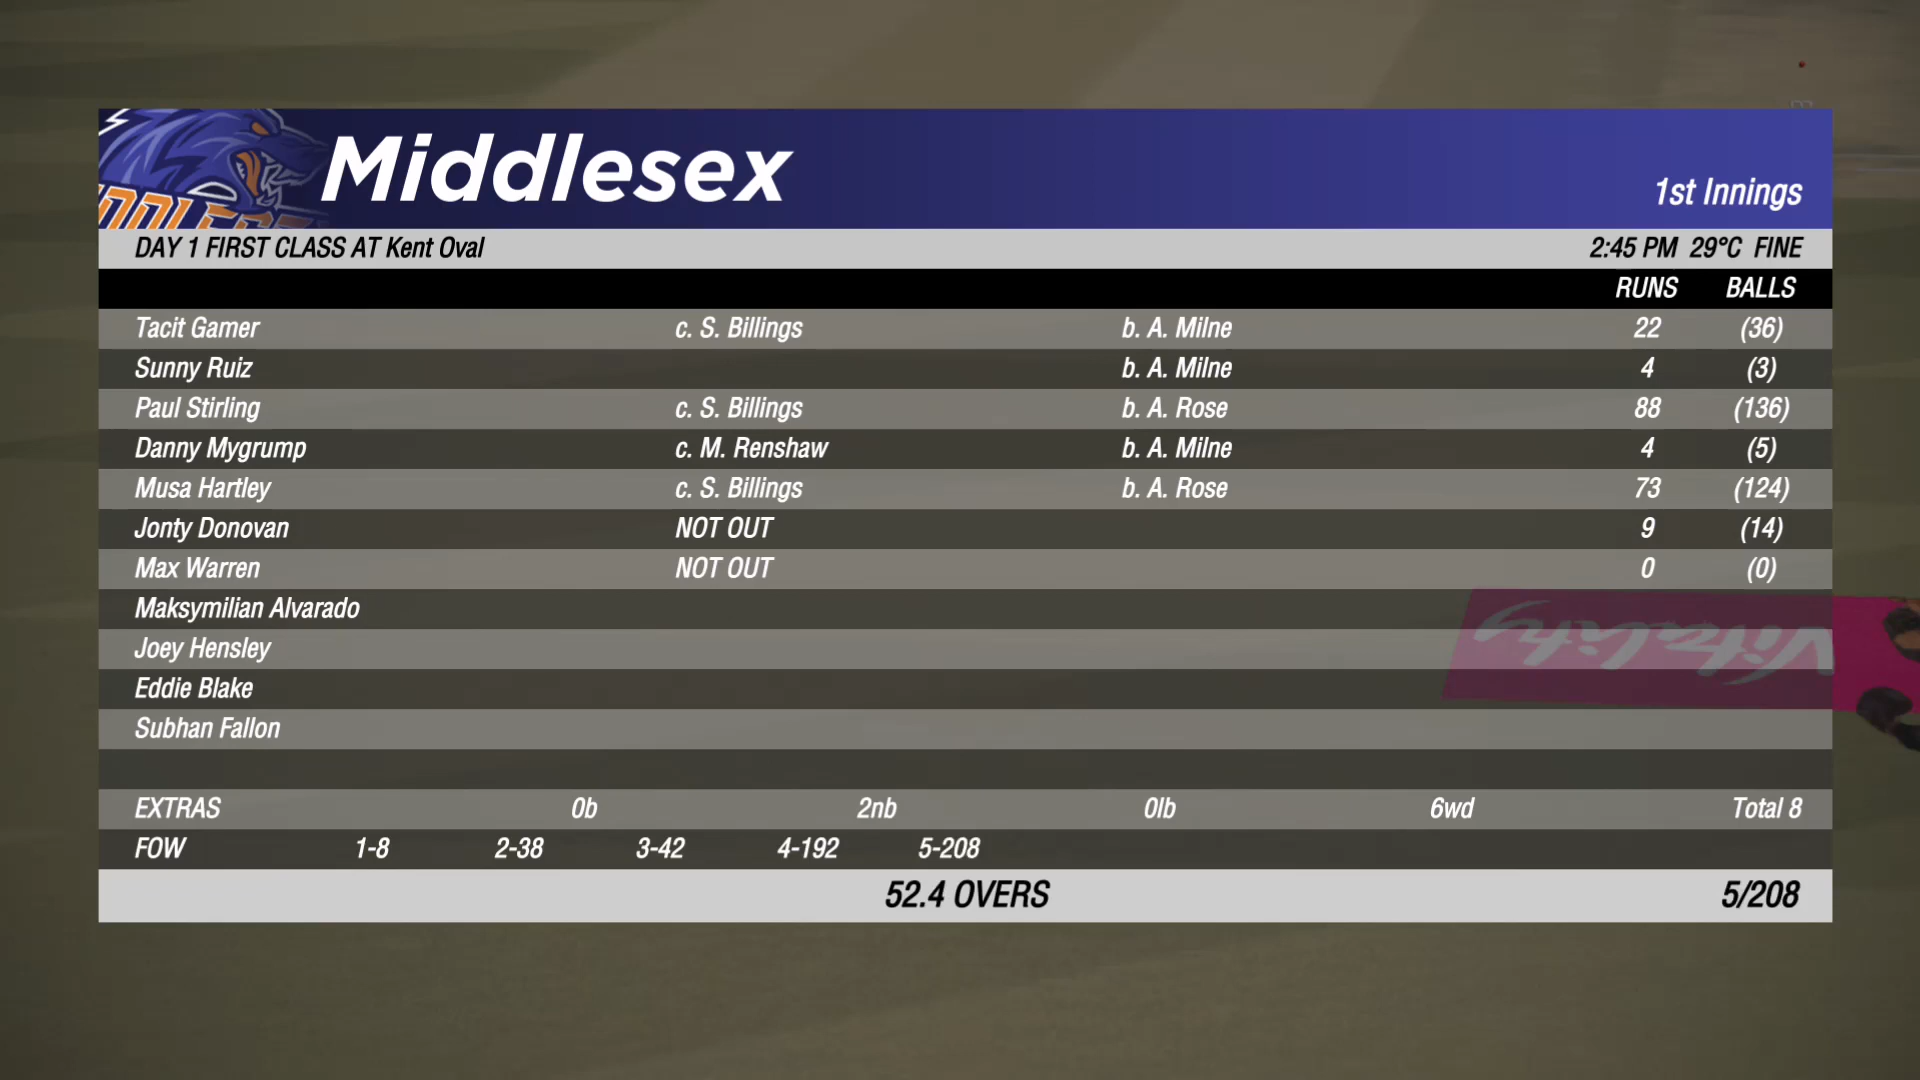 Middlesex
1st Innings
DAY 1 FIRST CLASS AT Kent Oval 2:45 PM 29°C FINE
RUNS BALLS
Tacit Gamer c. S. Billings b. A. Milne 22 (36)
Sunny Ruiz b. A. Milne 4 (3)
Paul Stirling c. S. Billings b. A. Rose 88 (136)
Danny Mygrump c. M. Renshaw b. A. Milne 4 (5)
Musa Hartley c. S. Billings b. A. Rose 73 (124)
Jonty Donovan NOT OUT 9 (14)
Max Warren NOT OUT 0 (0)
Maksymilian Alvarado
Joey Hensley
Vitality
Eddie Blake
Subhan Fallon
EXTRAS 0b 2nb 0lb 6wd Total 8
FOW 1-8 2-38 3-42 4-192 5-208
52.4 OVERS 5/208